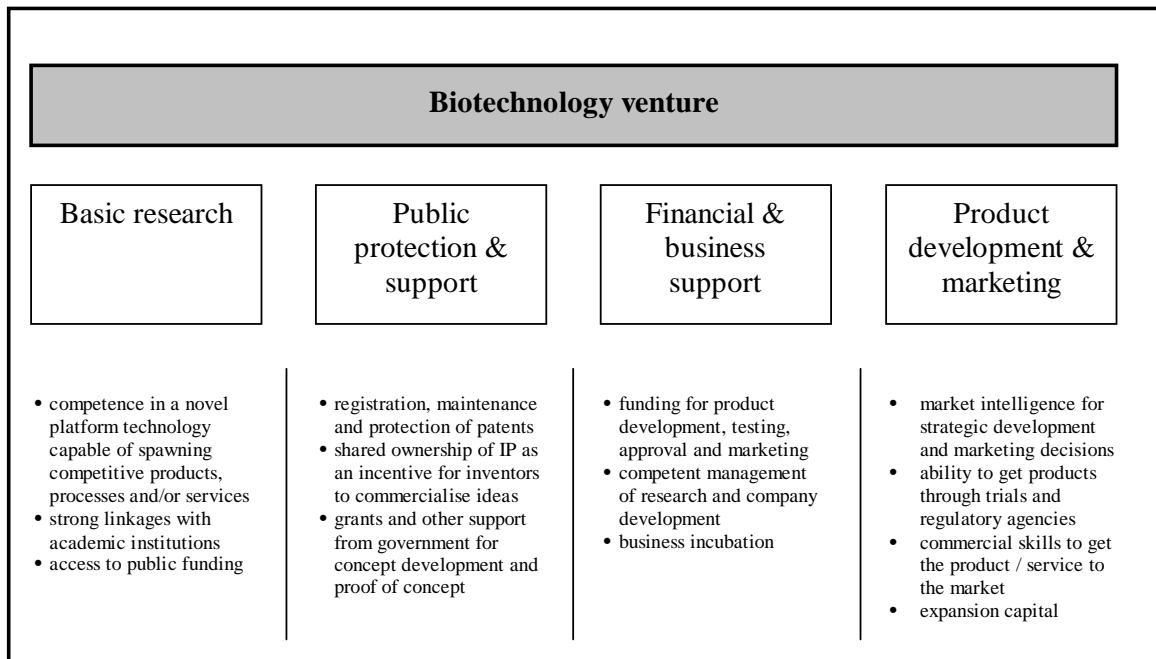 Biotechnology venture
Basic research
Public
protection &
support
Financial &
business
support
Product
development &
marketing
• competence in a novel
platform technology
capable of spawning
competitive products,
processes and/or services
• strong linkages with
academic institutions
• access to public funding
• registration, maintenance
and protection of patents
• shared ownership of IP as
an incentive for inventors
to commercialise ideas
• grants and other support
from government for
concept development and
proof of concept
• funding for product
development, testing,
approval and marketing
• competent management
of research and company
development
• business incubation
• market intelligence for
strategic development
and marketing decisions
• ability to get products
through trials and
regulatory agencies
• commercial skills to get
the product / service to
the market
• expansion capital